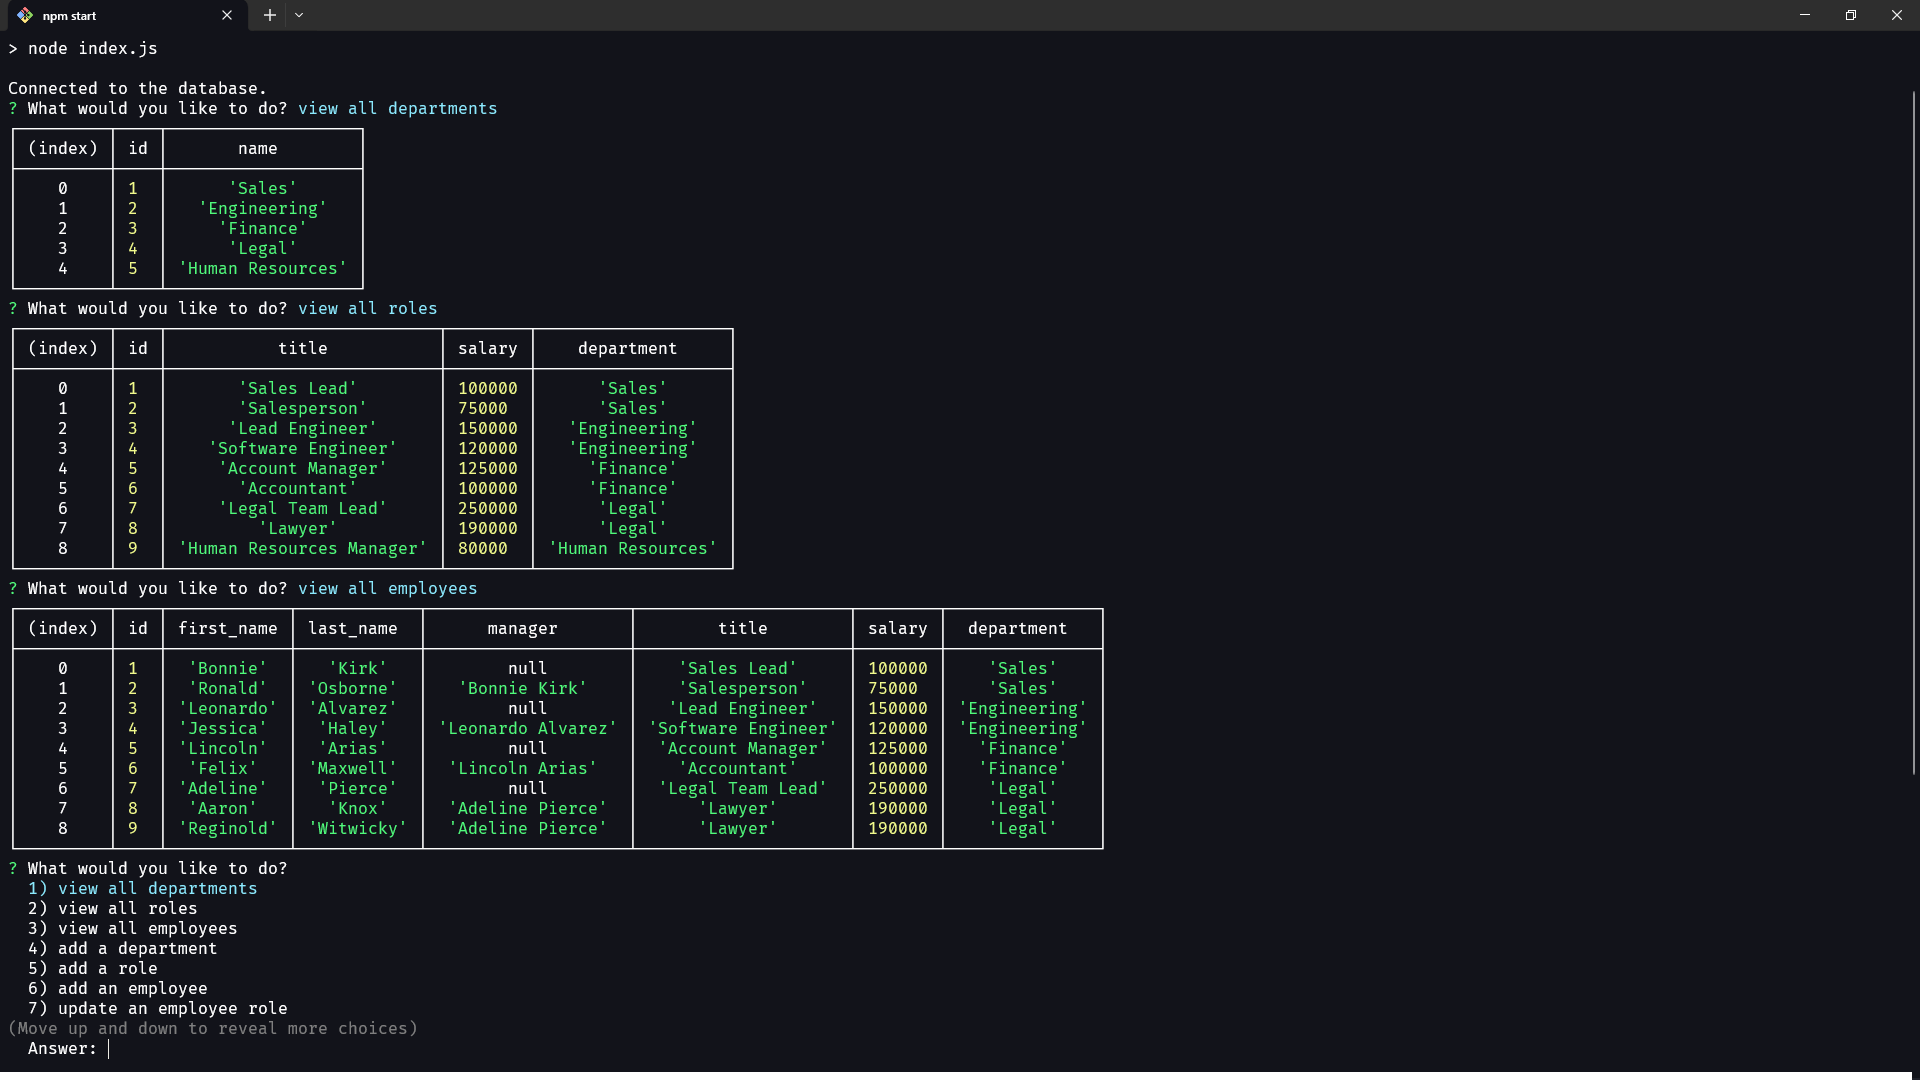 npm start
> node index.js
Connected to the database.
? What would you like to do? view all departments
(index) id name
0 1 'Sales'
1 2 'Engineering'
2 3 'Finance'
3 4 'Legal'
4 5 'Human Resources'
? What would you like to do? view all roles
(index) id title salary department
0 1 'Sales Lead' 100000 'Sales'
1 2 'Salesperson' 75000 'Sales'
2 3 'Lead Engineer' 150000 'Engineering'
3 4 'Software Engineer' 120000 'Engineering'
4 5 'Account Manager' 125000 'Finance'
5 6 'Accountant' 100000 'Finance'
6 7 'Legal Team Lead' 250000 'Legal'
7 8 'Lawyer' 190000 'Legal'
8 9 'Human Resources Manager' 80000 'Human Resources'
? What would you like to do? view all employees
(index) id first_name last_name manager title salary department
0 1 'Bonnie' 'Kirk' null 'Sales Lead' 100000 'Sales'
1 2 'Ronald' 'Osborne' 'Bonnie Kirk' 'Salesperson' 75000 'Sales'
2 3 'Leonardo' 'Alvarez' null 'Lead Engineer' 150000 'Engineering'
3 4 'Jessica' 'Haley' 'Leonardo Alvarez' 'Software Engineer' 120000 'Engineering'
4 5 'Lincoln' 'Arias' null 'Account Manager' 125000 'Finance'
5 6 'Felix' 'Maxwell' 'Lincoln Arias' 'Accountant' 100000 'Finance'
6 7 'Adeline' 'Pierce' null 'Legal Team Lead' 250000 'Legal'
7 8 'Aaron' 'Knox' 'Adeline Pierce' 'Lawyer' 190000 'Legal'
8 9 'Reginold' 'Witwicky' 'Adeline Pierce' 'Lawyer' 190000 'Legal'
? What would you like to do?
1) view all departments
2) view all roles
3) view all employees
4) add a department
5) add a role
6) add an employee
7) update an employee role
(Move up and down to reveal more choices)
Answer: